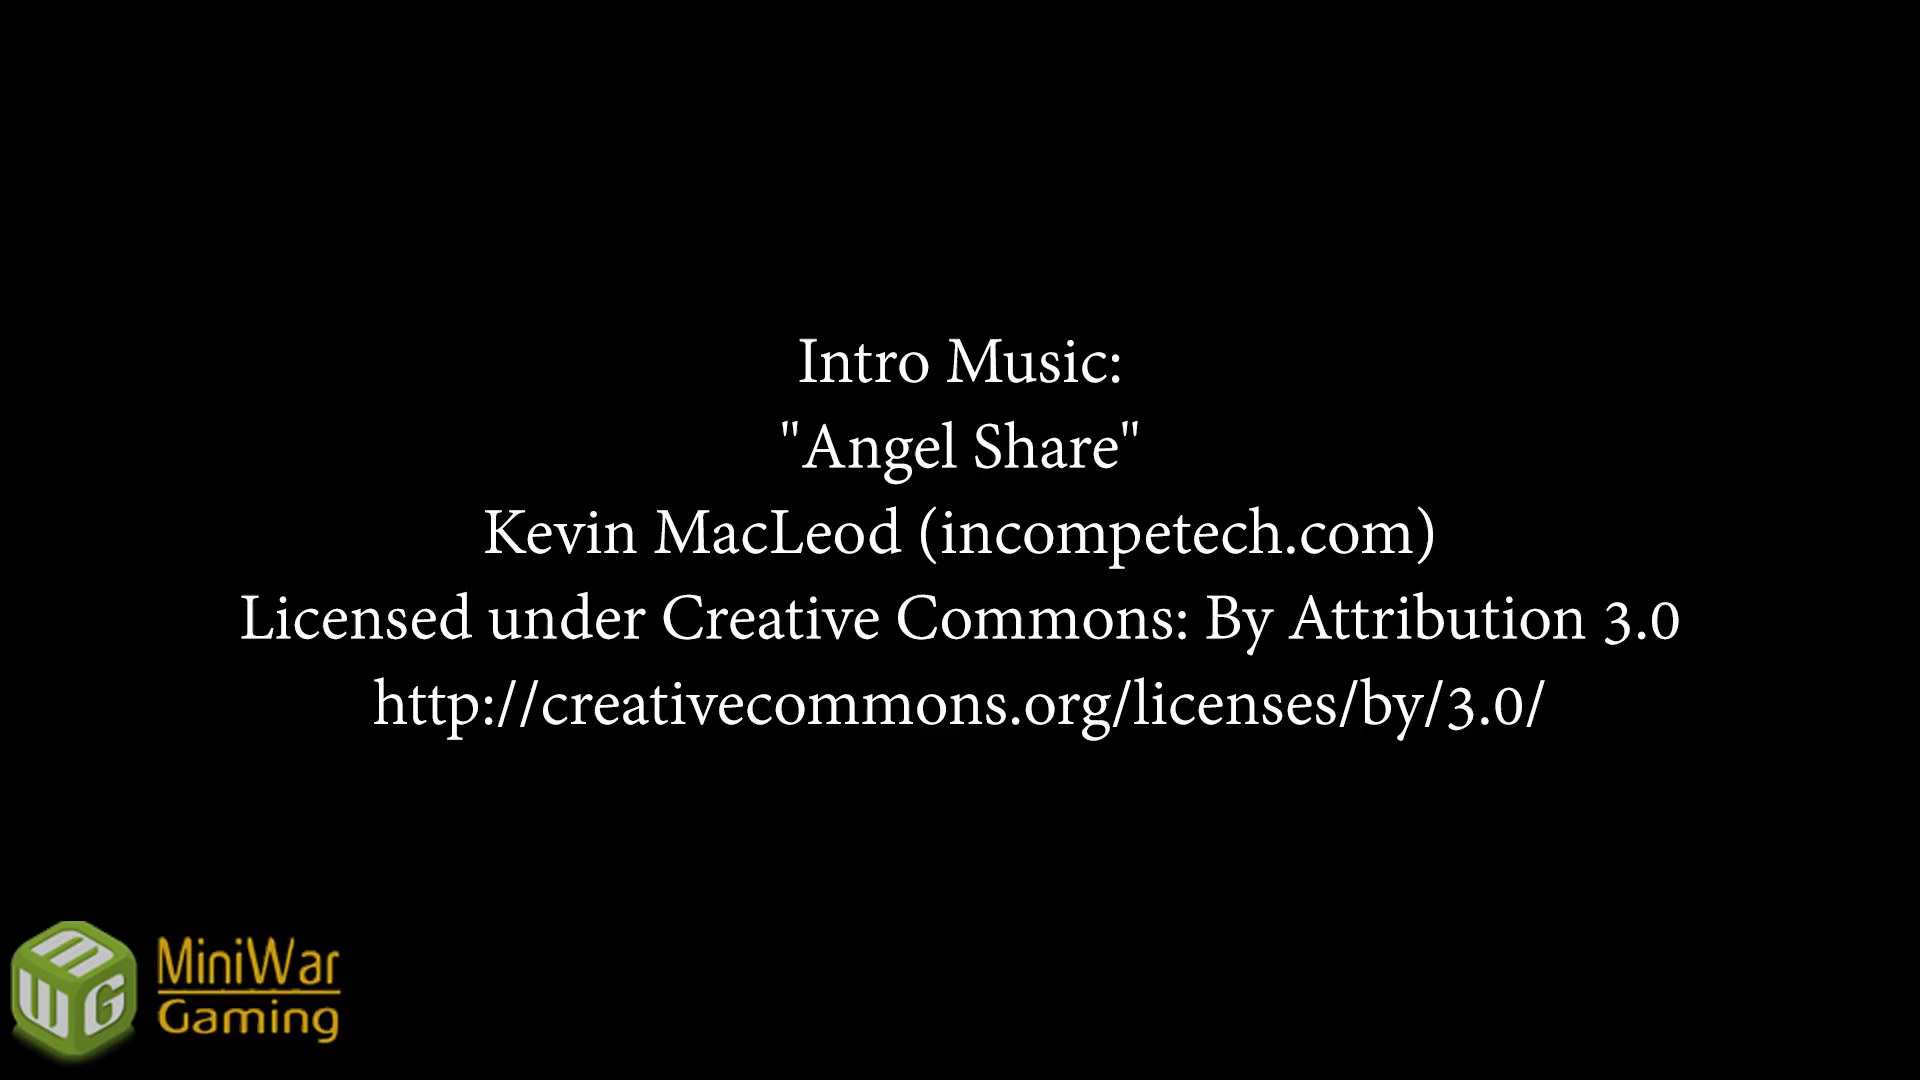 Intro Music:
"Angel Share"
Kevin MacLeod (incompetech.com)
Licensed under Creative Commons: By Attribution 3.0
http://creativecommons.org/licenses/by/3.0/
M
W G
MiniWar
Gaming